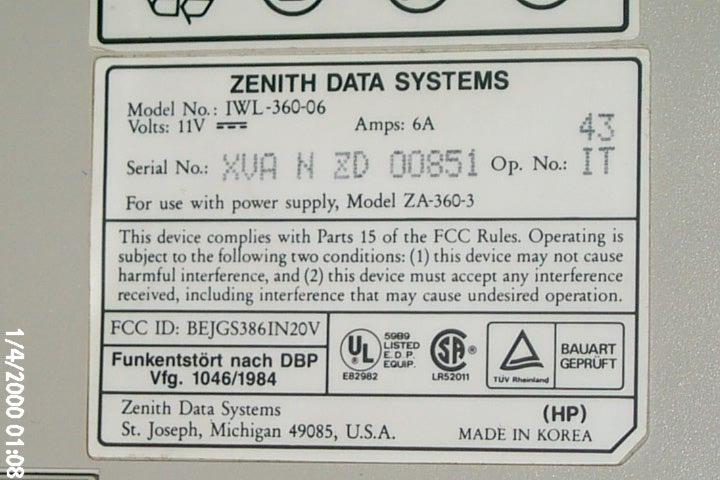 ZENITH DATA SYSTEMS
Model No.: IWL-360-06
Volts: 11V Amps: 6A
43
Serial No.: XVA N ZD 00851 Op. No.: IT
For use with power supply, Model ZA-360-3
This device complies with Parts 15 of the FCC Rules. Operating is
subject to the following two conditions: (1) this device may not cause
harmful interference, and (2) this device must accept any interference
received, including interference that may cause undesired operation.
FCC ID: BEJGS386IN20V
Funkentstört nach DBP
Vfg. 1046/1984
UL
5989
LISTED
E.D.P.
EQUIP.
E82982
SA
LR52011
TÜV Rheinland
BAUART
GEPRÜFT
Zenith Data Systems
St. Joseph, Michigan 49085, U.S.A.
(HP)
MADE IN KOREA
1/4/2000 01:08